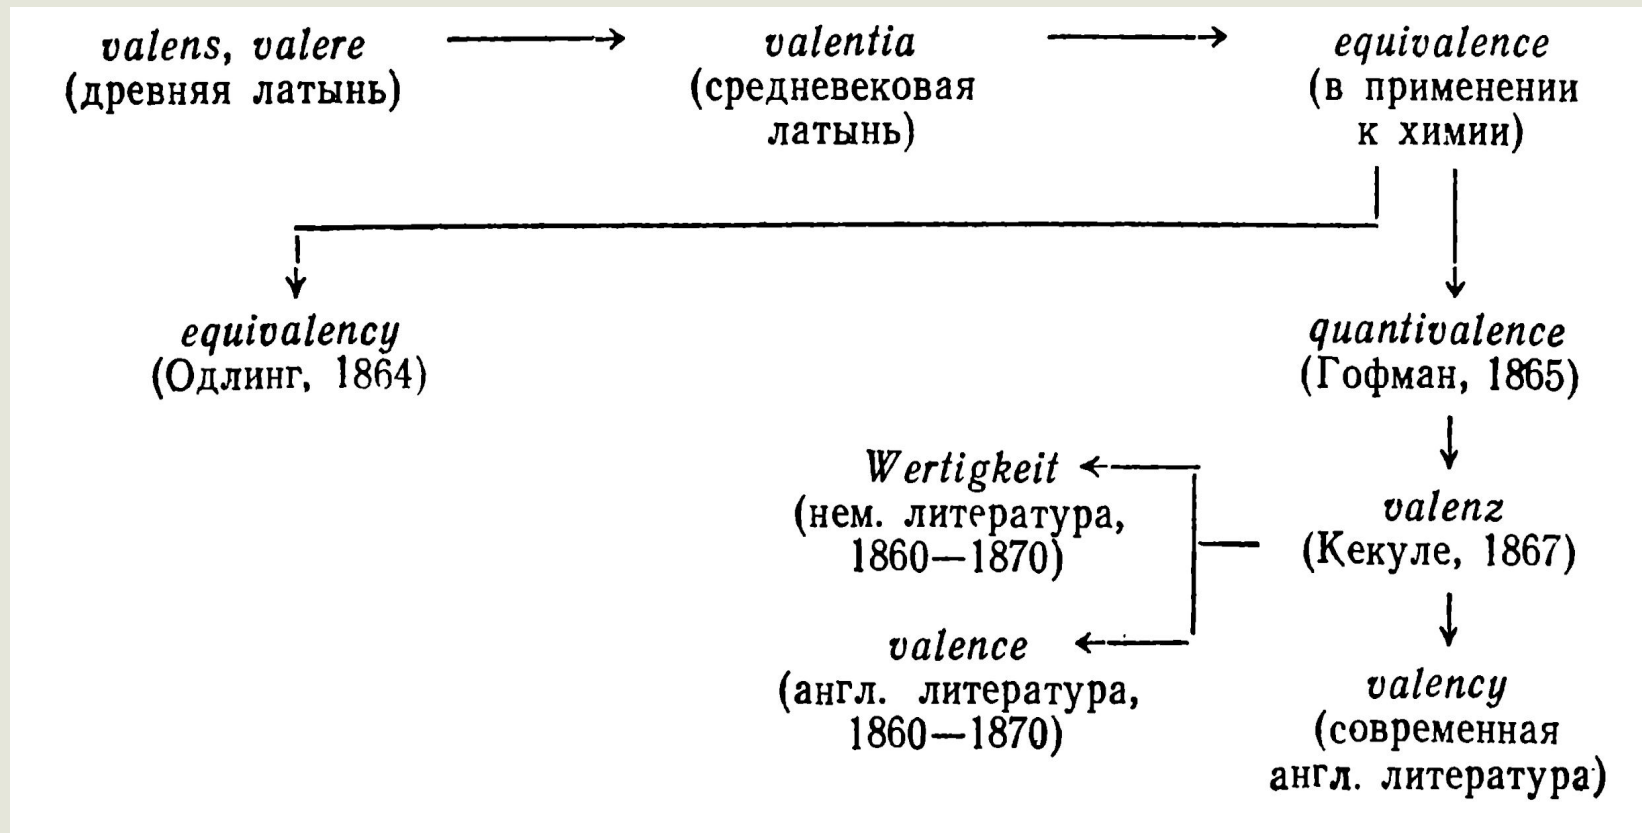 valens, valere
(древняя латынь)
valentia
(средневековая
латынь)
equivalence
(в применении
к химии)
equivalency
(Одлинг, 1864)
quantivalence
(Гофман, 1865)
Wertigkeit
(нем. литература,
1860—1870)
valenz
(Кекуле, 1867)
valence
(англ. литература,
1860—1870)
valency
(современная
англ. литература)